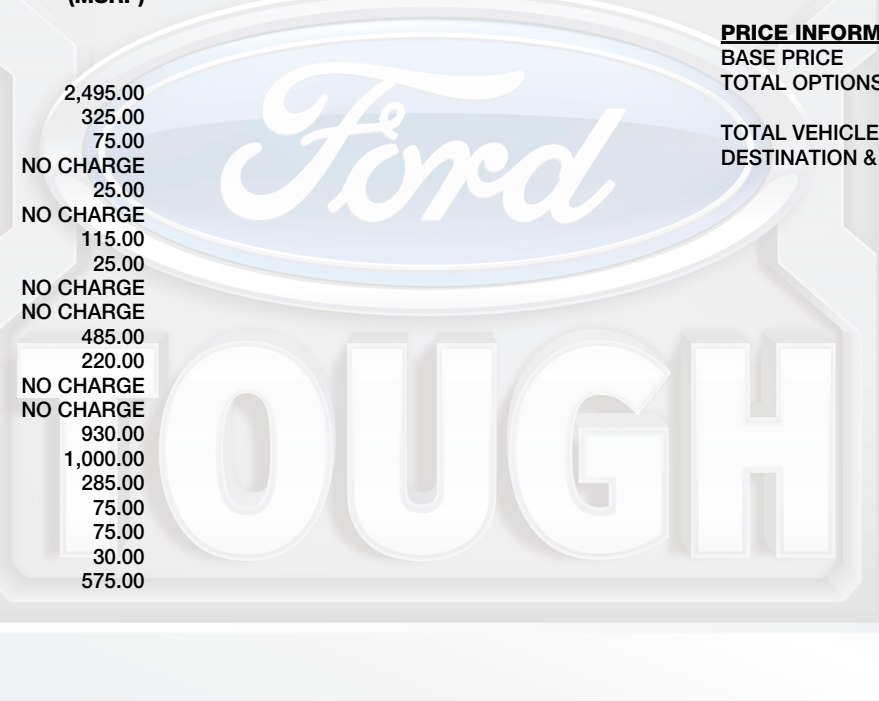 (MSRP)
2,495.00
325.00
75.00
NO CHARGE
25.00
NO CHARGE
115.00
25.00
NO CHARGE
NO CHARGE
485.00
220.00
NO CHARGE
NO CHARGE
930.00
1,000.00
285.00
75.00
75.00
30.00
575.00
PRICE INFORM
BASE PRICE
TOTAL OPTIONS
TOTAL VEHICLE
DESTINATION &
Ford
TOUGH